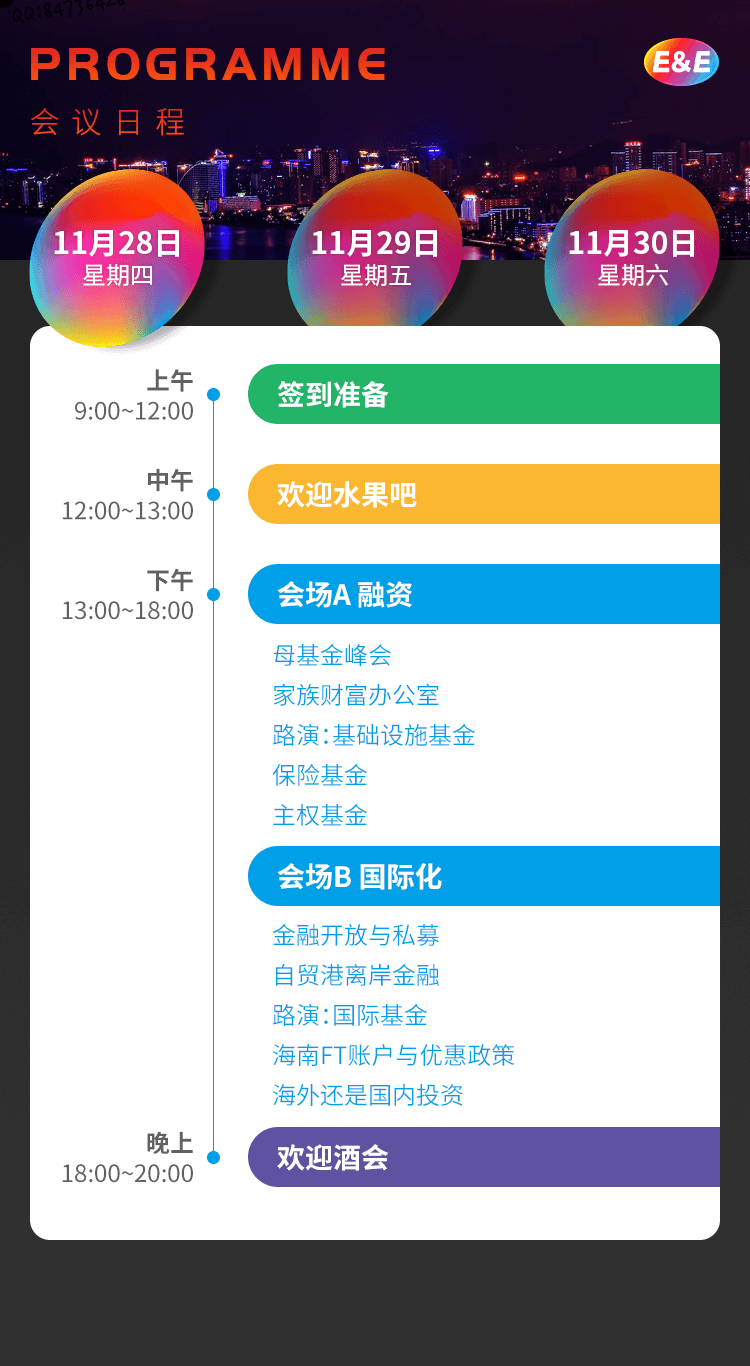 PROGRAMME
E&E
会议日程
11月28日
星期四
11月29日
星期五
11月30日
星期六
上午
9:00~12:00
签到准备
中午
12:00~13:00
欢迎水果吧
下午
13:00~18:00
会场A 融资
母基金峰会
家族财富办公室
路演:基础设施基金
保险基金
主权基金
会场B 国际化
金融开放与私募
自贸港离岸金融
路演:国际基金
海南FT账户与优惠政策
海外还是国内投资
晚上
18:00~20:00
欢迎酒会